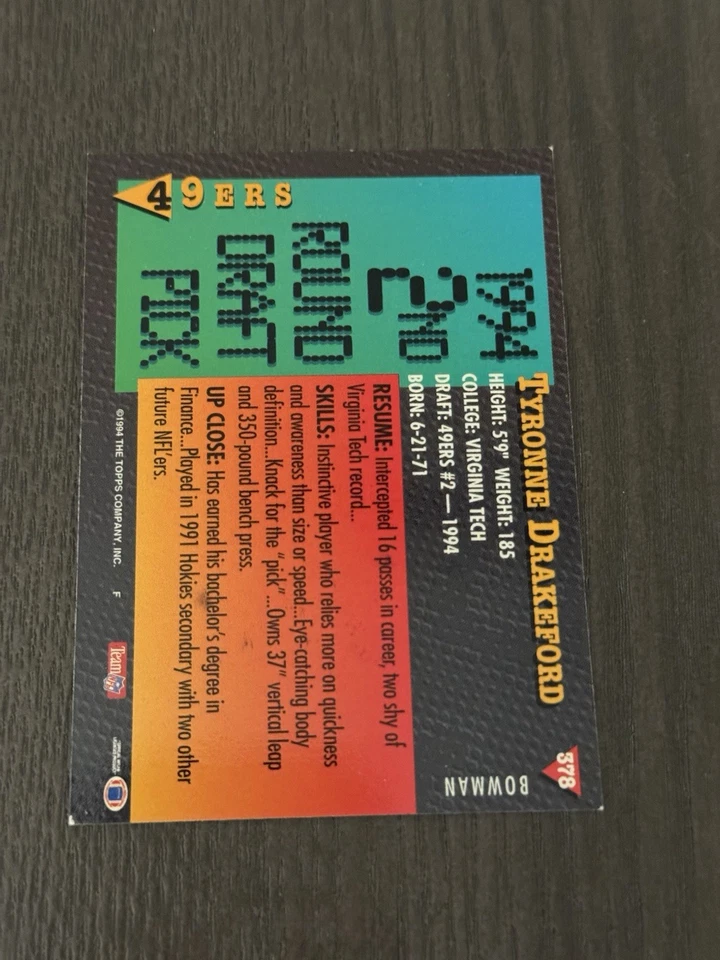 TYRONNE DRAKEFORD
378
BOWMAN
HEIGHT: 5'9" WEIGHT: 185
COLLEGE: VIRGINIA TECH
DRAFT: 49ERS #2—1994
BORN: 6-21-71
1994
2ND
ROUND
DRAFT
PICK
49ERS
RESUME: Intercepted 16 passes in career, two shy of
Virginia Tech record...
SKILLS: Instinctive player who relies more on quickness
and awareness than size or speed...Eye-catching body
definition...Knack for the "pick"...Owns 37" vertical leap
and 350-pound bench press.
UP CLOSE: Has earned his bachelor's degree in
Finance...Played in 1991 Hokies secondary with two other
future NFL'ers.
©1994 THE TOPPS COMPANY, INC. F
Team NFL